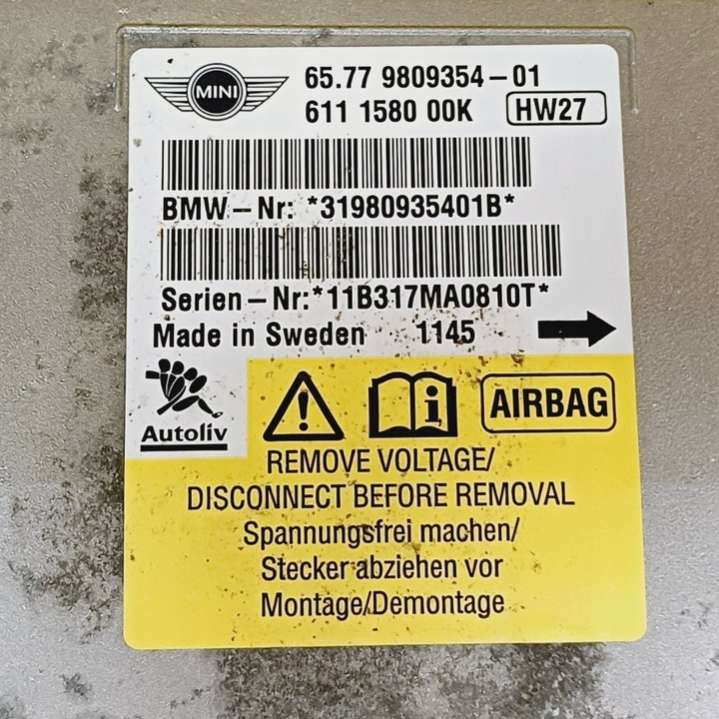 MINI
65.77 9809354-01
611 1580 00K HW27
BMW-Nr: *31980935401B*
Serien-Nr:*11B317MA0810T*
Made in Sweden 1145
Autoliv
i AIRBAG
REMOVE VOLTAGE/
DISCONNECT BEFORE REMOVAL
Spannungsfrei machen/
Stecker abziehen vor
Montage/Demontage